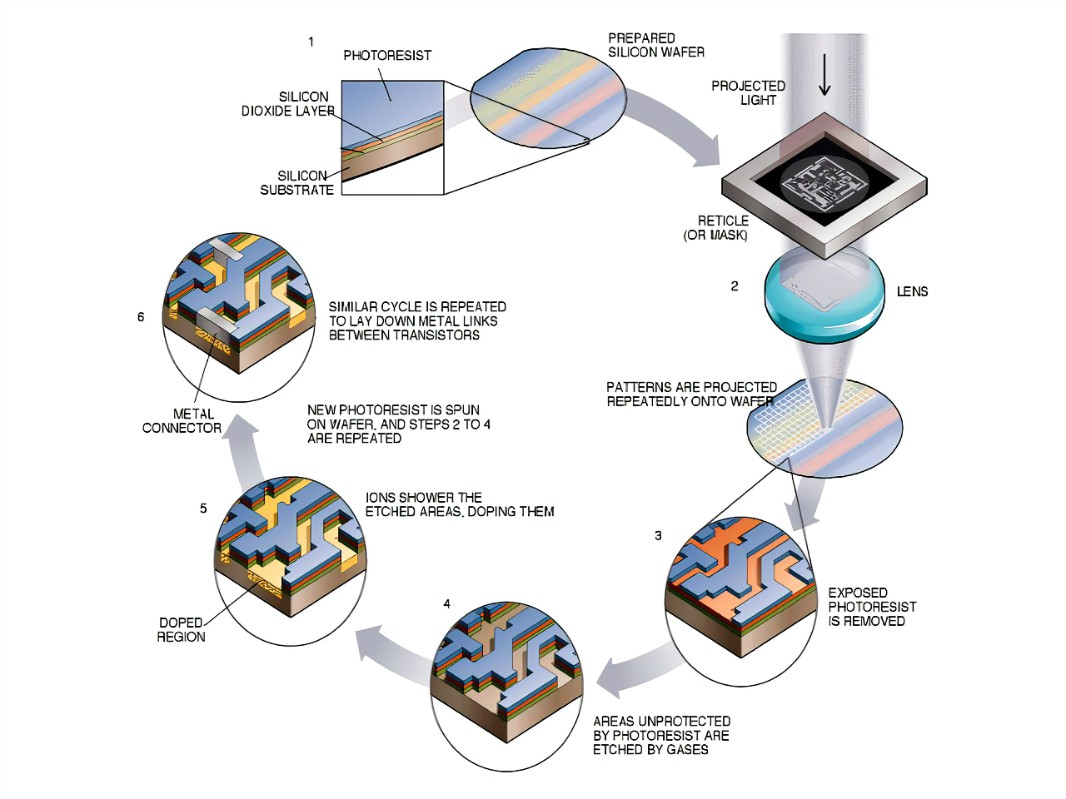 1
PHOTORESIST
SILICON
DIOXIDE LAYER
SILICON
SUBSTRATE
PREPARED
SILICON WAFER
PROJECTED
LIGHT
RETICLE
(OR MASK)
2
LENS
PATTERNS ARE PROJECTED
REPEATEDLY ONTO WAFER
3
EXPOSED
PHOTORESIST
IS REMOVED
4
AREAS UNPROTECTED
BY PHOTORESIST ARE
ETCHED BY GASES
5
IONS SHOWER THE
ETCHED AREAS, DOPING THEM
DOPED
REGION
NEW PHOTORESIST IS SPUN
ON WAFER, AND STEPS 2 TO 4
ARE REPEATED
6
SIMILAR CYCLE IS REPEATED
TO LAY DOWN METAL LINKS
BETWEEN TRANSISTORS
METAL
CONNECTOR